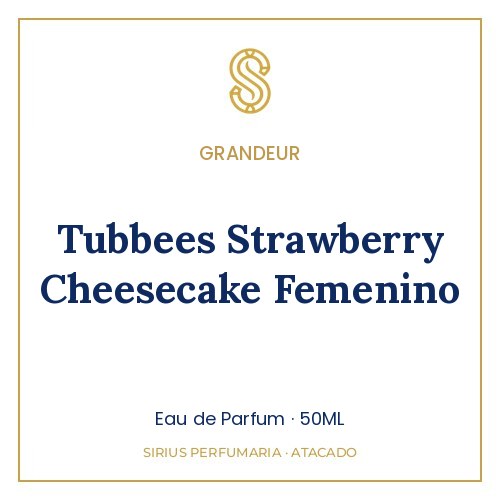 GRANDEUR
Tubbees Strawberry
Cheesecake Femenino
Eau de Parfum · 50ML
SIRIUS PERFUMARIA · ATACADO